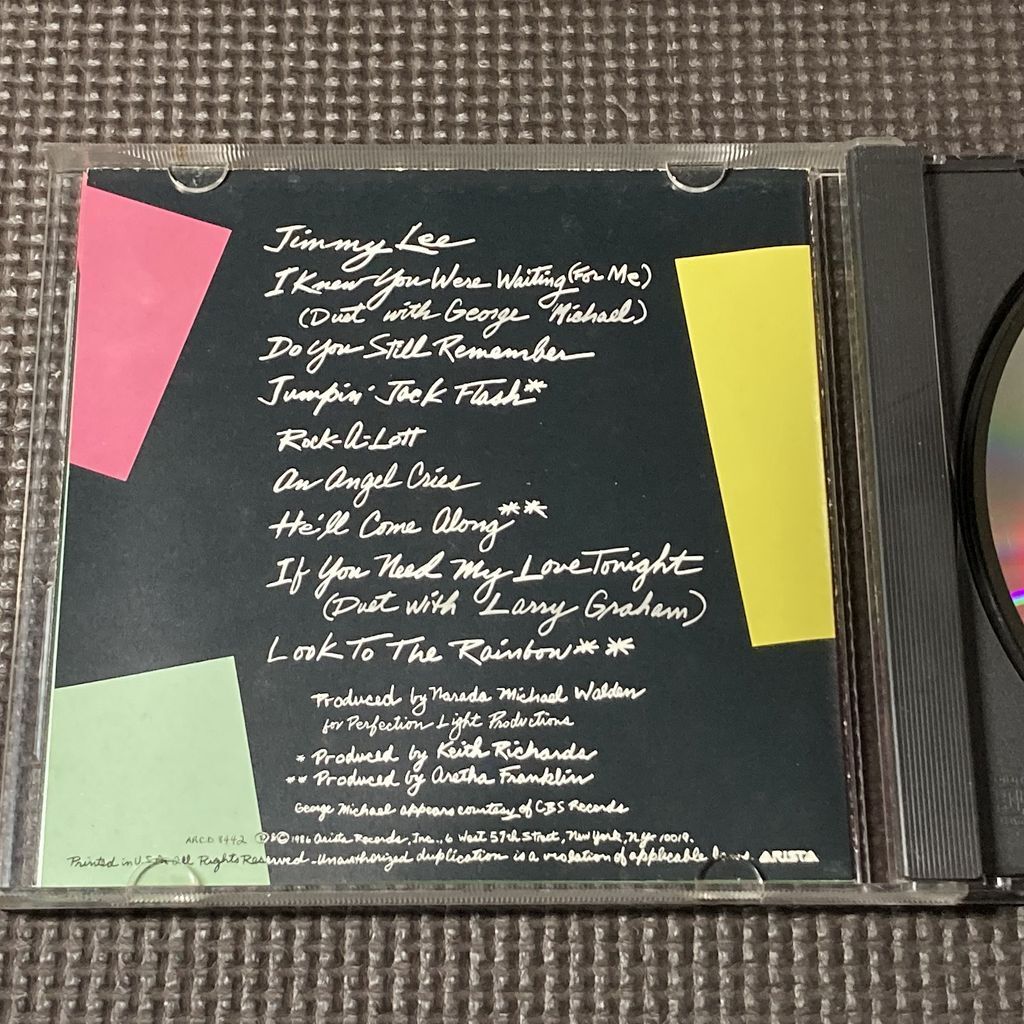 Jimmy Lee
I Knew You Were Waiting (For Me)
(Duet with George Michael)
Do You Still Remember
Jumpin' Jack Flash*
Rock-A-Lott
An Angel Cries
He'll Come Along**
If You Need My Love Tonight
(Duet with Larry Graham)
Look To The Rainbow**
Produced by Narada Michael Walden
for Perfection Light Productions
* Produced by Keith Richards
** Produced by Aretha Franklin
George Michael appears courtesy of CBS Records
ARCD 8442 ℗&© 1986 Arista Records, Inc., 6 West 57th Street, New York, N.Y. 10019.
Printed in U.S.A. All Rights Reserved - Unauthorized duplication is a violation of applicable laws. ARISTA